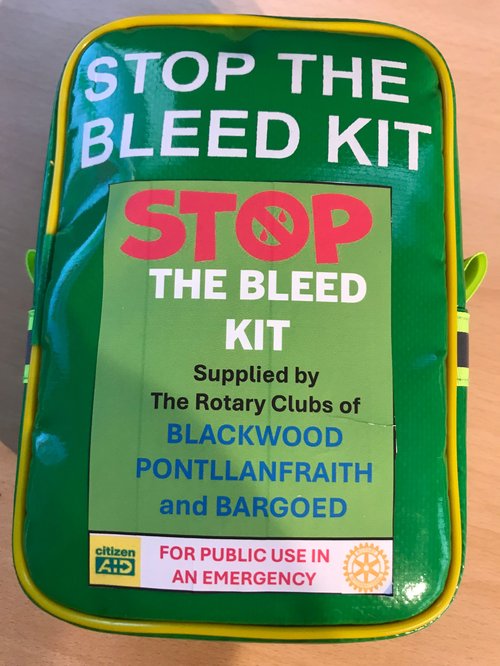 STOP THE
BLEED KIT
STOP
THE BLEED
KIT
Supplied by
The Rotary Clubs of
BLACKWOOD
PONTLLANFRAITH
and BARGOED
citizen
AID
FOR PUBLIC USE IN
AN EMERGENCY